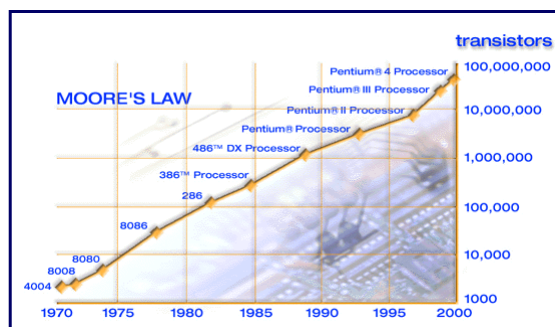 transistors
100,000,000
Pentium® 4 Processor
Pentium® III Processor
MOORE'S LAW
10,000,000
Pentium® II Processor
Pentium® Processor
486™ DX Processor
1,000,000
386™ Processor
286
100,000
8086
8080
10,000
8008
4004
1000
1970 1975 1980 1985 1990 1995 2000